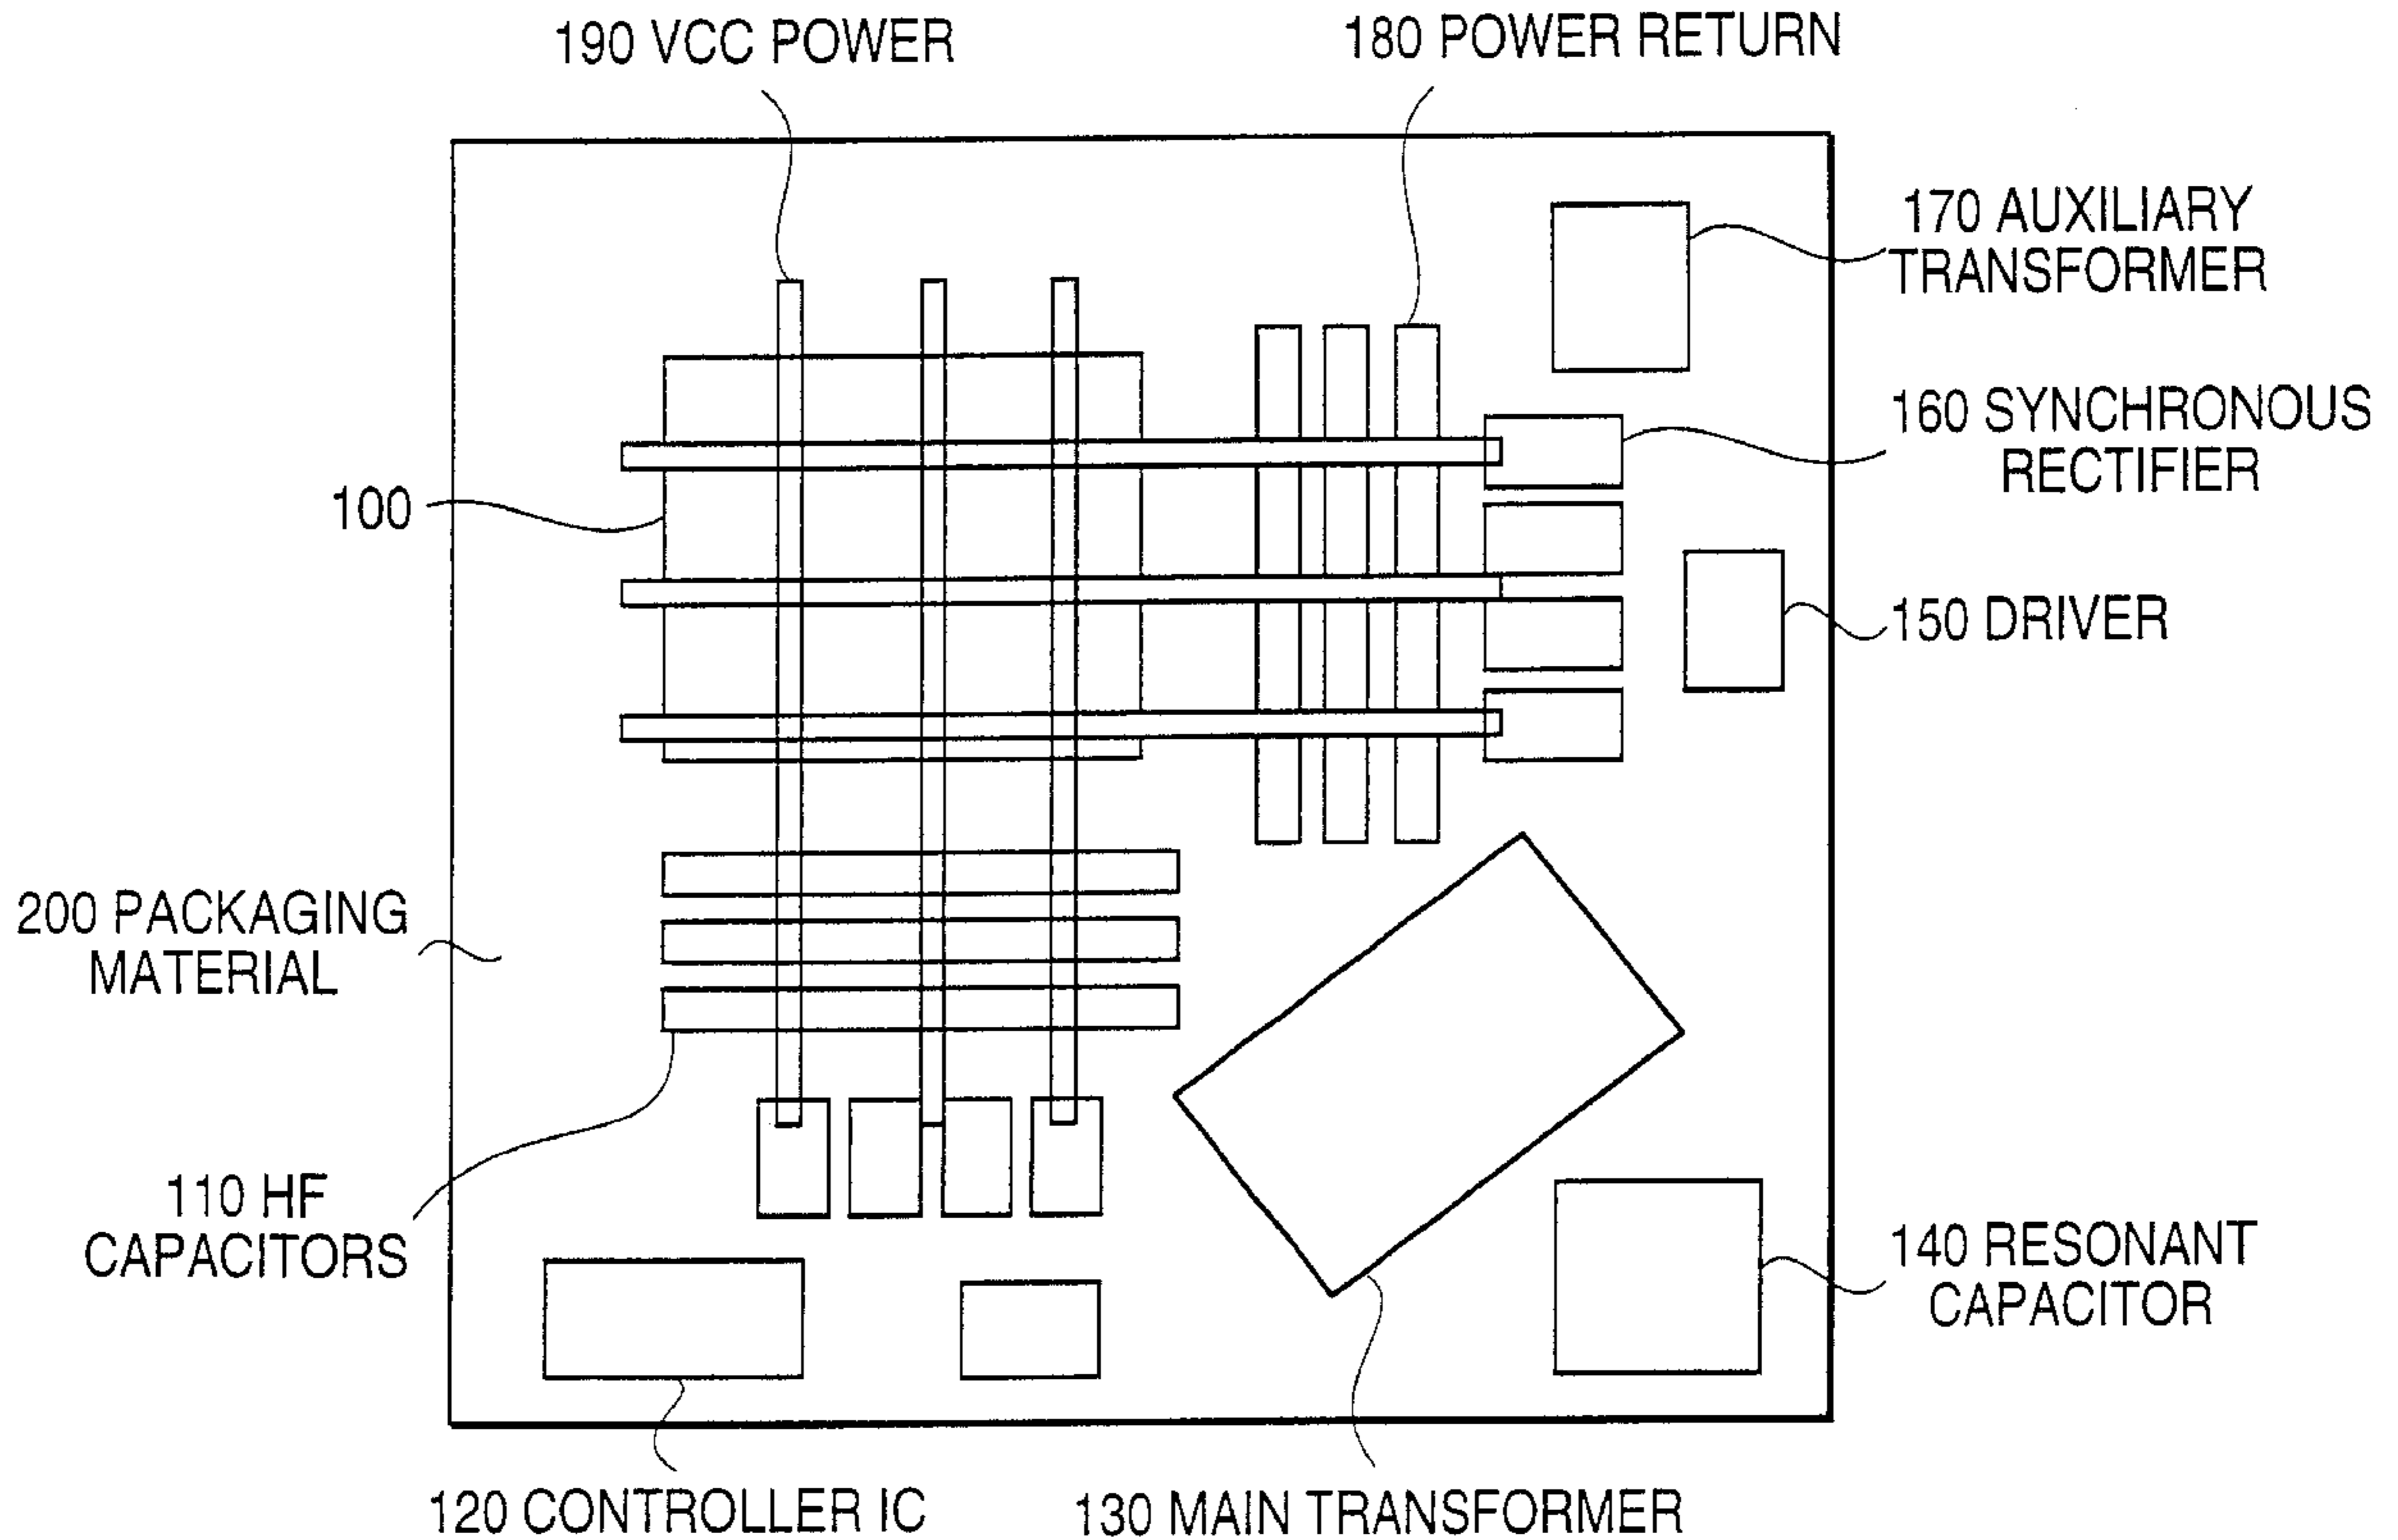 190 VCC POWER
180 POWER RETURN
170 AUXILIARY
TRANSFORMER
160 SYNCHRONOUS
RECTIFIER
100
150 DRIVER
200 PACKAGING
MATERIAL
110 HF
CAPACITORS
140 RESONANT
CAPACITOR
120 CONTROLLER IC
130 MAIN TRANSFORMER